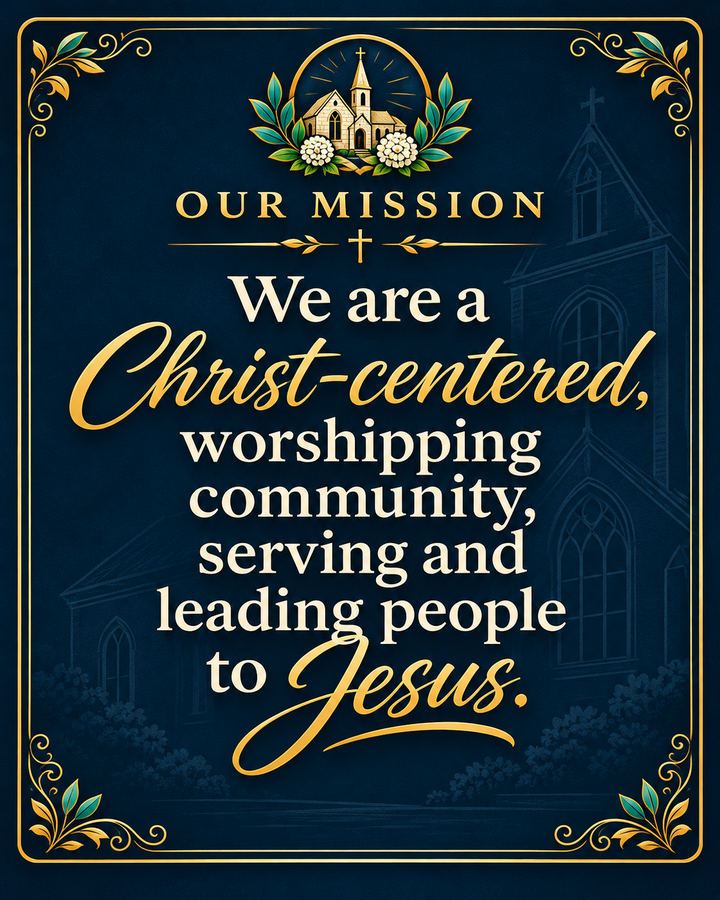 OUR MISSION
We are a
Christ-centered,
worshipping
community,
serving and
leading people
to Jesus.